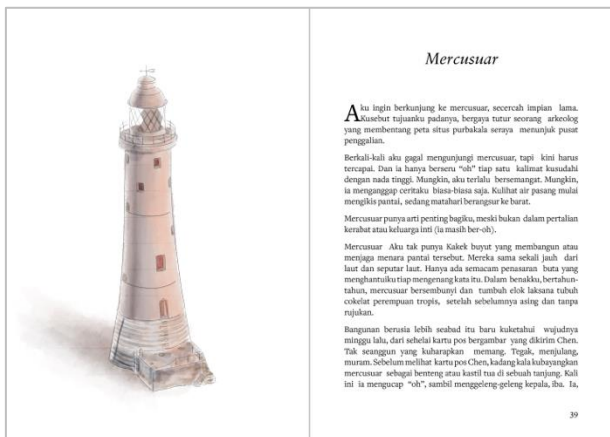 Mercusuar
Aku ingin berkunjung ke mercusuar, secercah impian lama.
Kusebut tujuanku padanya, bergaya tutur seorang arkeolog
yang membentang peta situs purbakala seraya menunjuk pusat
penggalian.
Berkali-kali aku gagal mengunjungi mercusuar, tapi kini harus
tercapai. Dan ia hanya berseru “oh” tiap satu kalimat kusudahi
dengan nada tinggi. Mungkin, aku terlalu bersemangat. Mungkin,
ia menganggap ceritaku biasa-biasa saja. Kulihat air pasang mulai
mengikis pantai, sedang matahari berangsur ke barat.
Mercusuar punya arti penting bagiku, meski bukan dalam pertalian
kerabat atau keluarga inti (ia masih ber-oh).
Mercusuar Aku tak punya Kakek buyut yang membangun atau
menjaga menara pantai tersebut. Mereka sama sekali jauh dari
laut dan seputar laut. Hanya ada semacam penasaran buta yang
menghantuiku tiap mengenang kata itu. Dalam benakku, bertahun-
tahun, mercusuar bersembunyi dan tumbuh elok laksana tubuh
cokelat perempuan tropis, setelah sebelumnya asing dan tanpa
rujukan.
Bangunan berusia lebih seabad itu baru kuketahui wujudnya
minggu lalu, dari sehelai kartu pos bergambar yang dikirim Chen.
Tak seanggun yang kuharapkan memang. Tegak, menjulang,
muram. Sebelum melihat kartu pos Chen, kadang kala kubayangkan
mercusuar sebagai benteng atau kastil tua di sebuah tanjung. Kali
ini ia mengucap “oh”, sambil menggeleng-geleng kepala, iba. Ia,
39